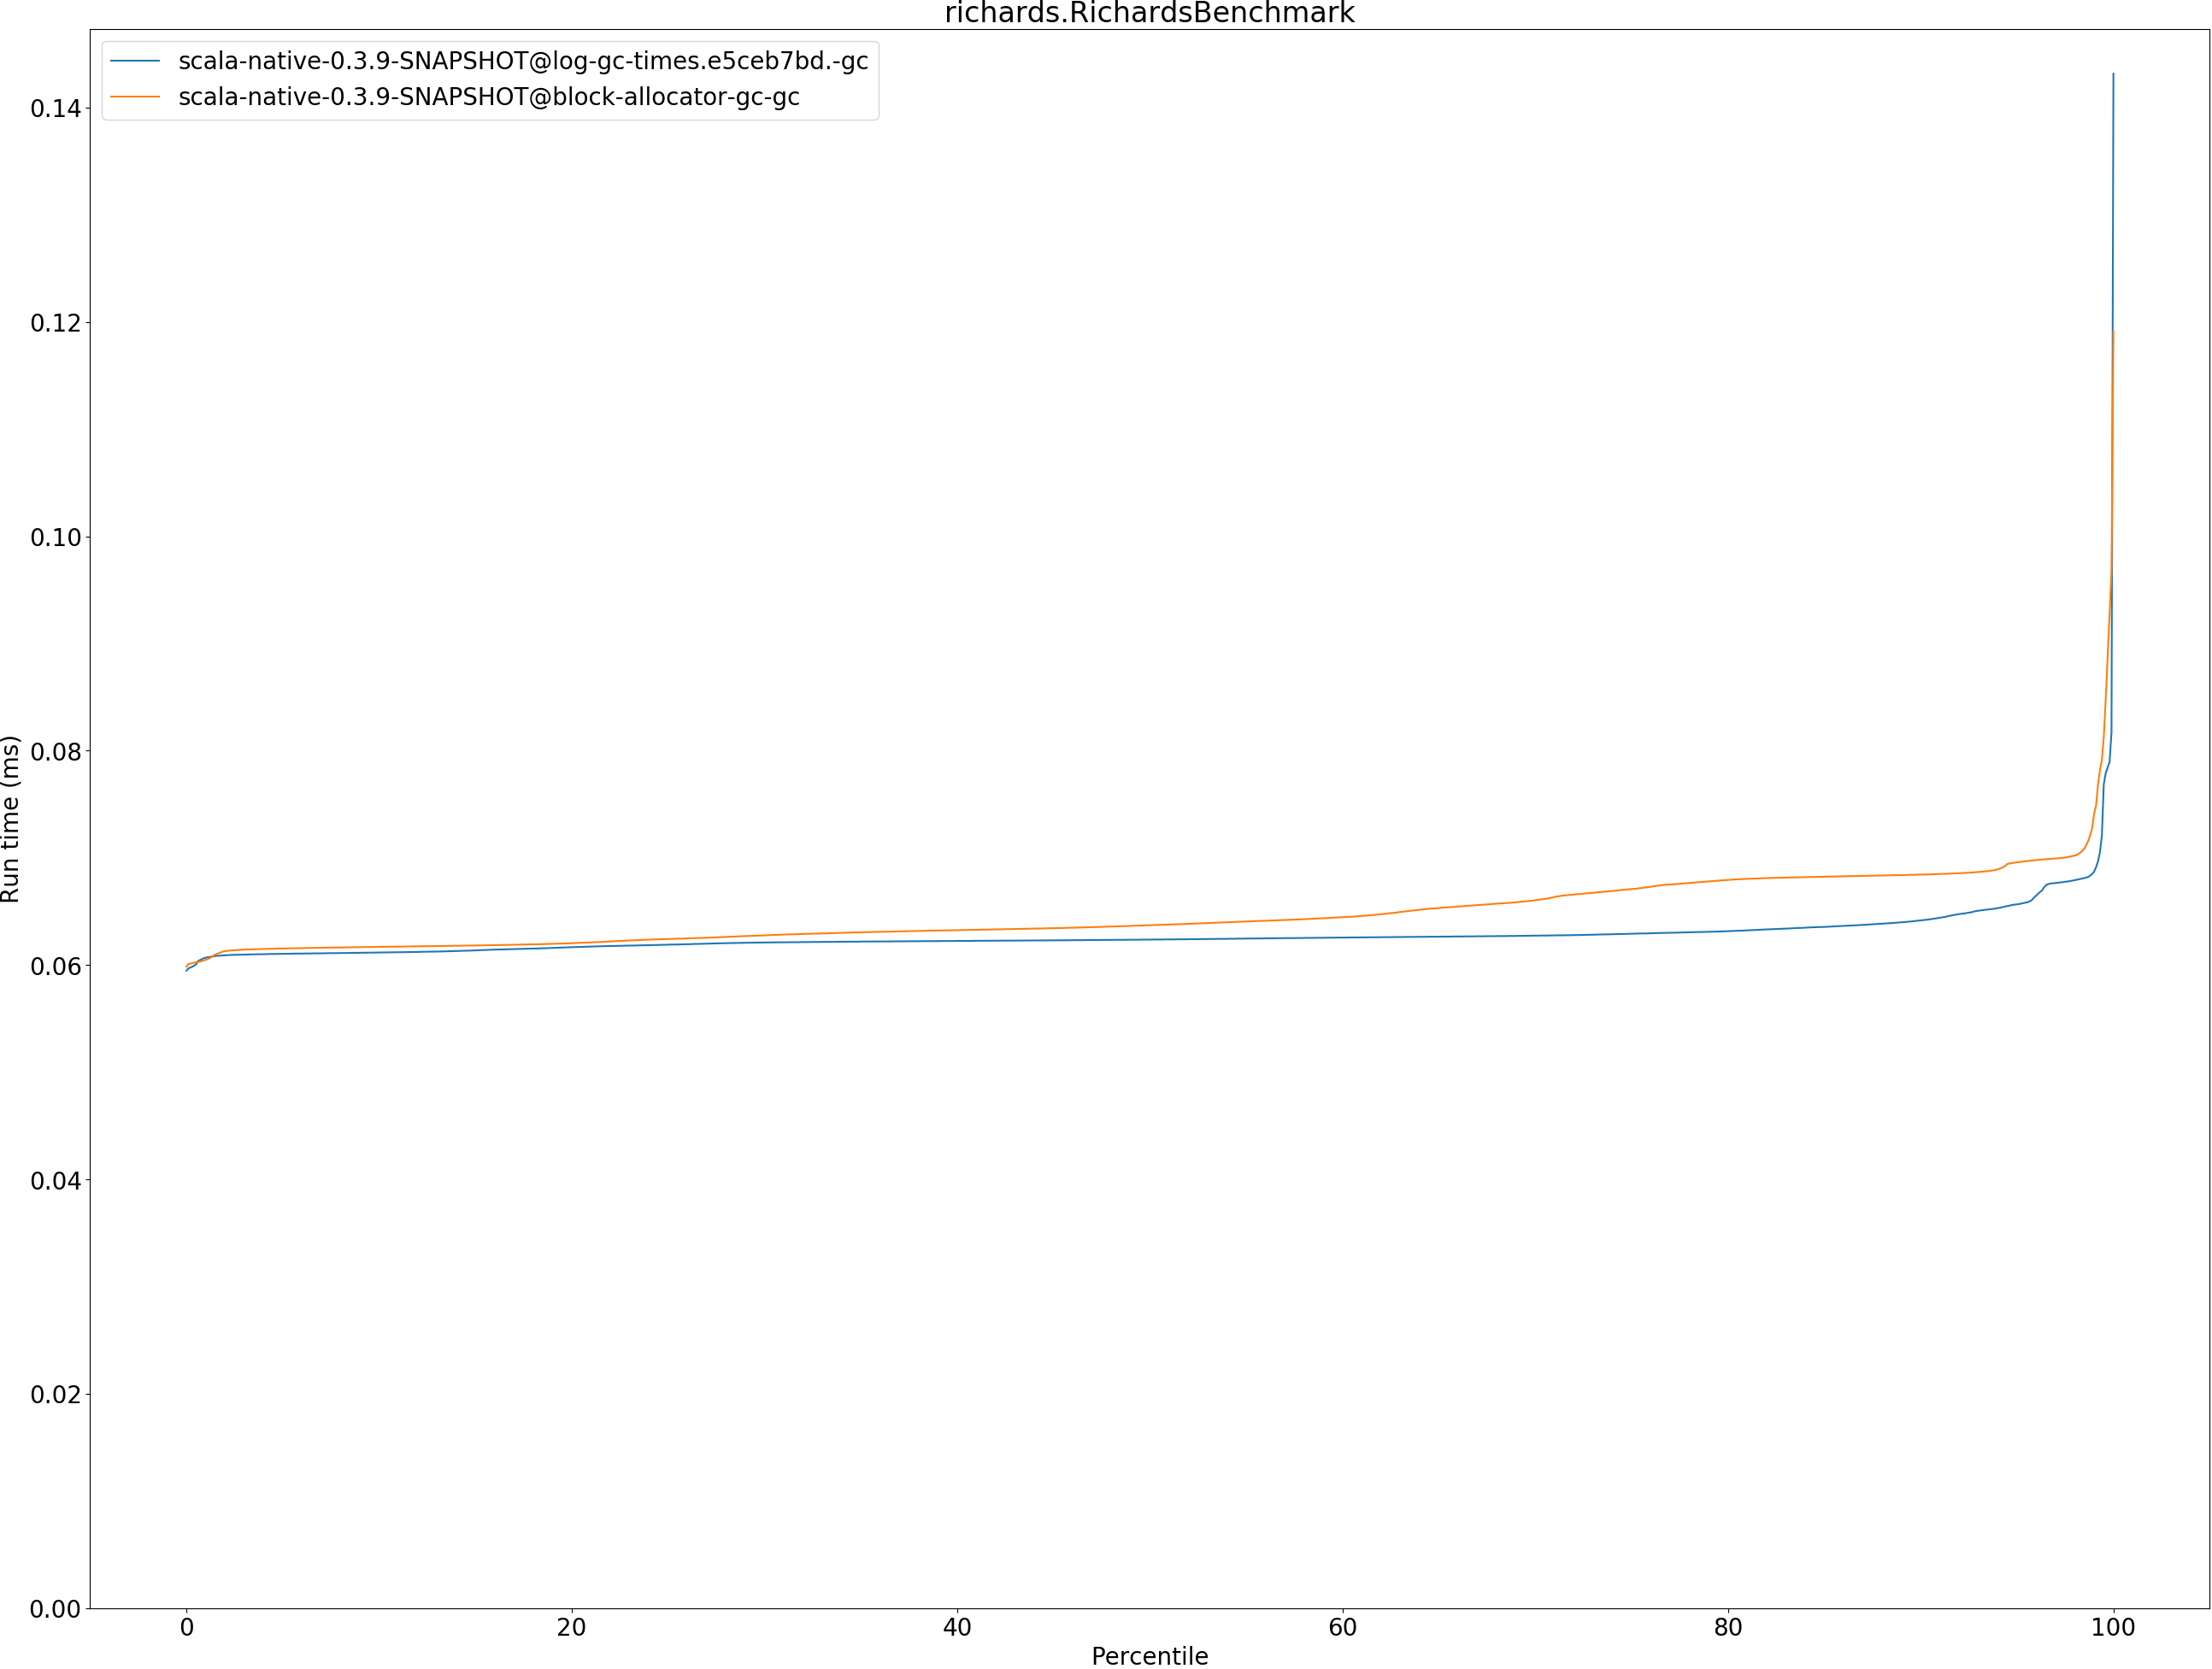 richards.RichardsBenchmark
scala-native-0.3.9-SNAPSHOT@log-gc-times.e5ceb7bd.-gc
scala-native-0.3.9-SNAPSHOT@block-allocator-gc-gc
0.14
0.12
0.10
0.08
0.06
0.04
0.02
0.00
Run time (ms)
0 20 40 60 80 100
Percentile